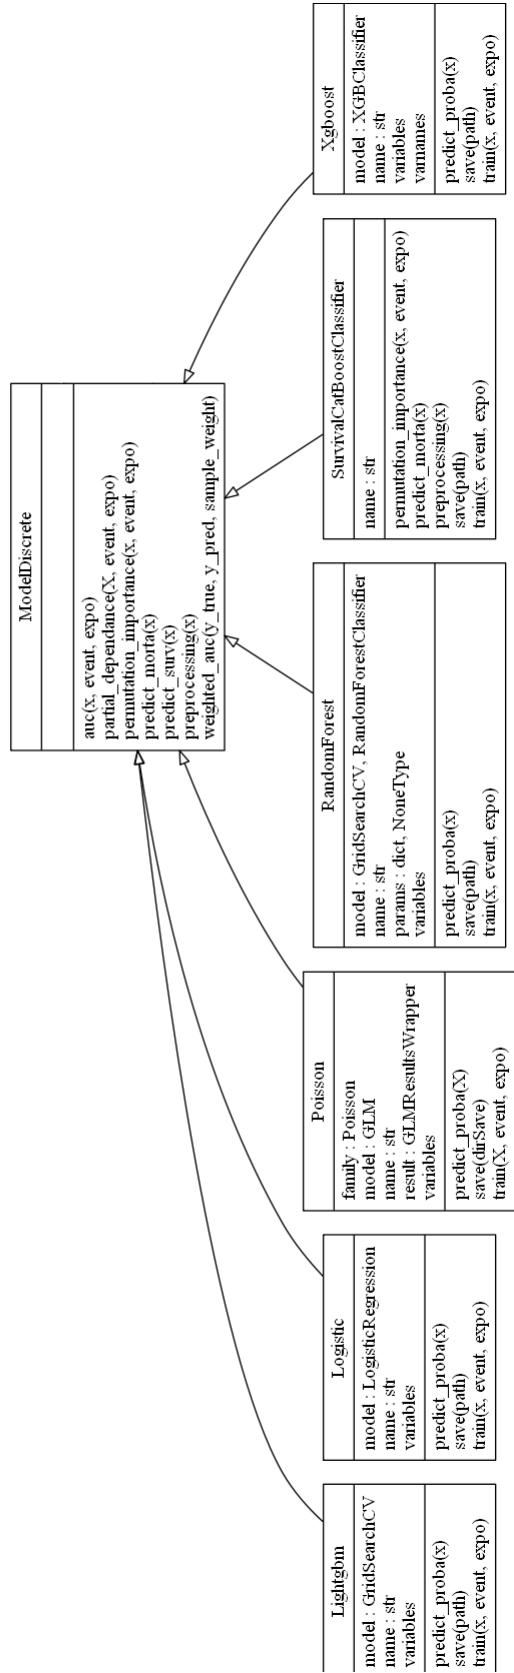 ModelDiscrete
auc(x, event, expo)
partial_dependance(X, event, expo)
permutation_importance(x, event, expo)
predict_morta(x)
predict_surv(x)
preprocessing(x)
weighted_auc(y_true, y_pred, sample_weight)
Lightgbm
model : GridSearchCV
name : str
variables
predict_proba(x)
save(path)
train(x, event, expo)
Logistic
model : LogisticRegression
name : str
variables
predict_proba(x)
save(path)
train(x, event, expo)
Poisson
family : Poisson
model : GLM
name : str
result : GLMResultsWrapper
variables
predict_proba(X)
save(dirSave)
train(X, event, expo)
RandomForest
model : GridSearchCV, RandomForestClassifier
name : str
params : dict, NoneType
variables
predict_proba(x)
save(path)
train(x, event, expo)
SurvivalCatBoostClassifier
name : str
permutation_importance(x, event, expo)
predict_morta(x)
preprocessing(x)
save(path)
train(x, event, expo)
Xgboost
model : XGBClassifier
name : str
variables
varnames
predict_proba(x)
save(path)
train(x, event, expo)